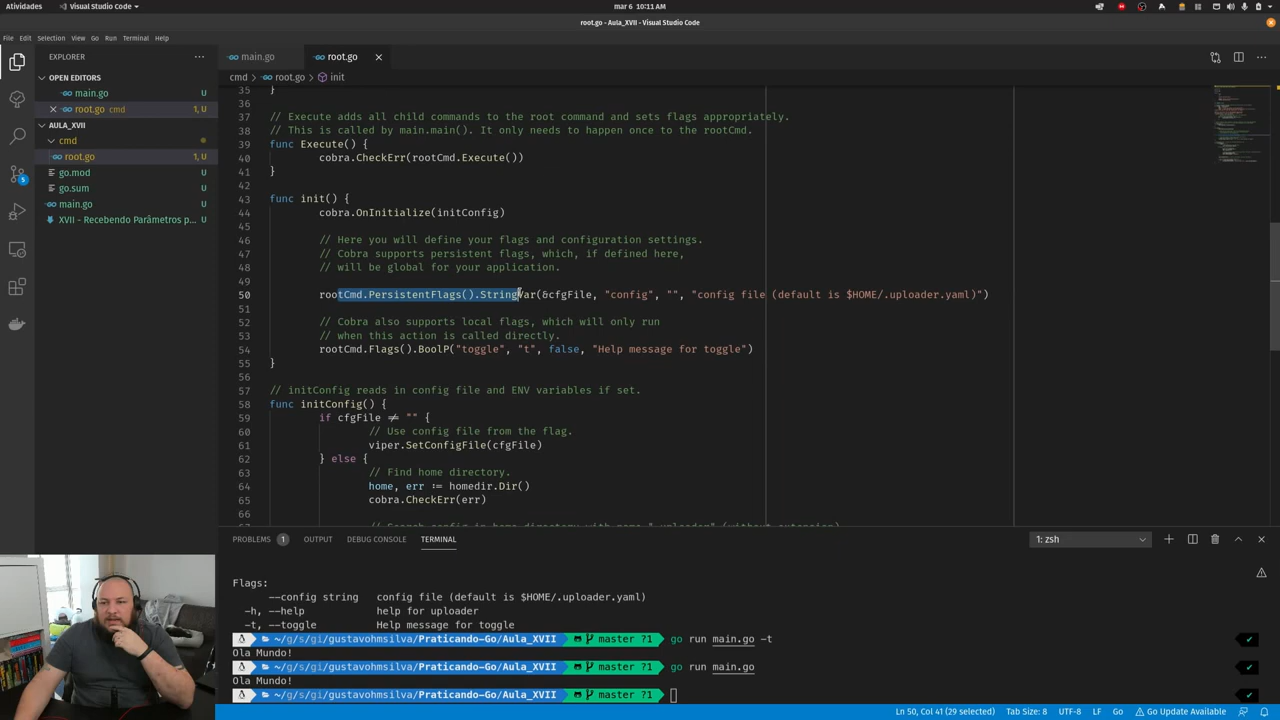 Atividades
Visual Studio Code
mar 6 10:11 AM
root.go - Aula_XVII - Visual Studio Code
File Edit Selection View Go Run Terminal Help
EXPLORER
OPEN EDITORS
main.go U
root.go cmd 1, U
AULA_XVII
cmd
root.go 1, U
go.mod U
go.sum U
main.go U
XVII - Recebendo Parâmetros p... U
5
main.go
root.go
cmd > root.go > init
35 }
36
37 // Execute adds all child commands to the root command and sets flags appropriately.
38 // This is called by main.main(). It only needs to happen once to the rootCmd.
39 func Execute() {
40 cobra.CheckErr(rootCmd.Execute())
41 }
42
43 func init() {
44 cobra.OnInitialize(initConfig)
45
46 // Here you will define your flags and configuration settings.
47 // Cobra supports persistent flags, which, if defined here,
48 // will be global for your application.
49
50 rootCmd.PersistentFlags().StringVar(&cfgFile, "config", "", "config file (default is $HOME/.uploader.yaml)")
51
52 // Cobra also supports local flags, which will only run
53 // when this action is called directly.
54 rootCmd.Flags().BoolP("toggle", "t", false, "Help message for toggle")
55 }
56
57 // initConfig reads in config file and ENV variables if set.
58 func initConfig() {
59 if cfgFile ≠ "" {
60 // Use config file from the flag.
61 viper.SetConfigFile(cfgFile)
62 } else {
63 // Find home directory.
64 home, err := homedir.Dir()
65 cobra.CheckErr(err)
66
67 // Search config in home directory with name ".uploader" (without extension).
PROBLEMS 1 OUTPUT DEBUG CONSOLE TERMINAL
1: zsh
Flags:
--config string config file (default is $HOME/.uploader.yaml)
-h, --help help for uploader
-t, --toggle Help message for toggle
~/g/s/gi/gustavohmsilva/Praticando-Go/Aula_XVII master ?1 go run main.go -t
Ola Mundo!
~/g/s/gi/gustavohmsilva/Praticando-Go/Aula_XVII master ?1 go run main.go
Ola Mundo!
~/g/s/gi/gustavohmsilva/Praticando-Go/Aula_XVII master ?1
Ln 50, Col 41 (29 selected) Tab Size: 8 UTF-8 LF Go Go Update Available